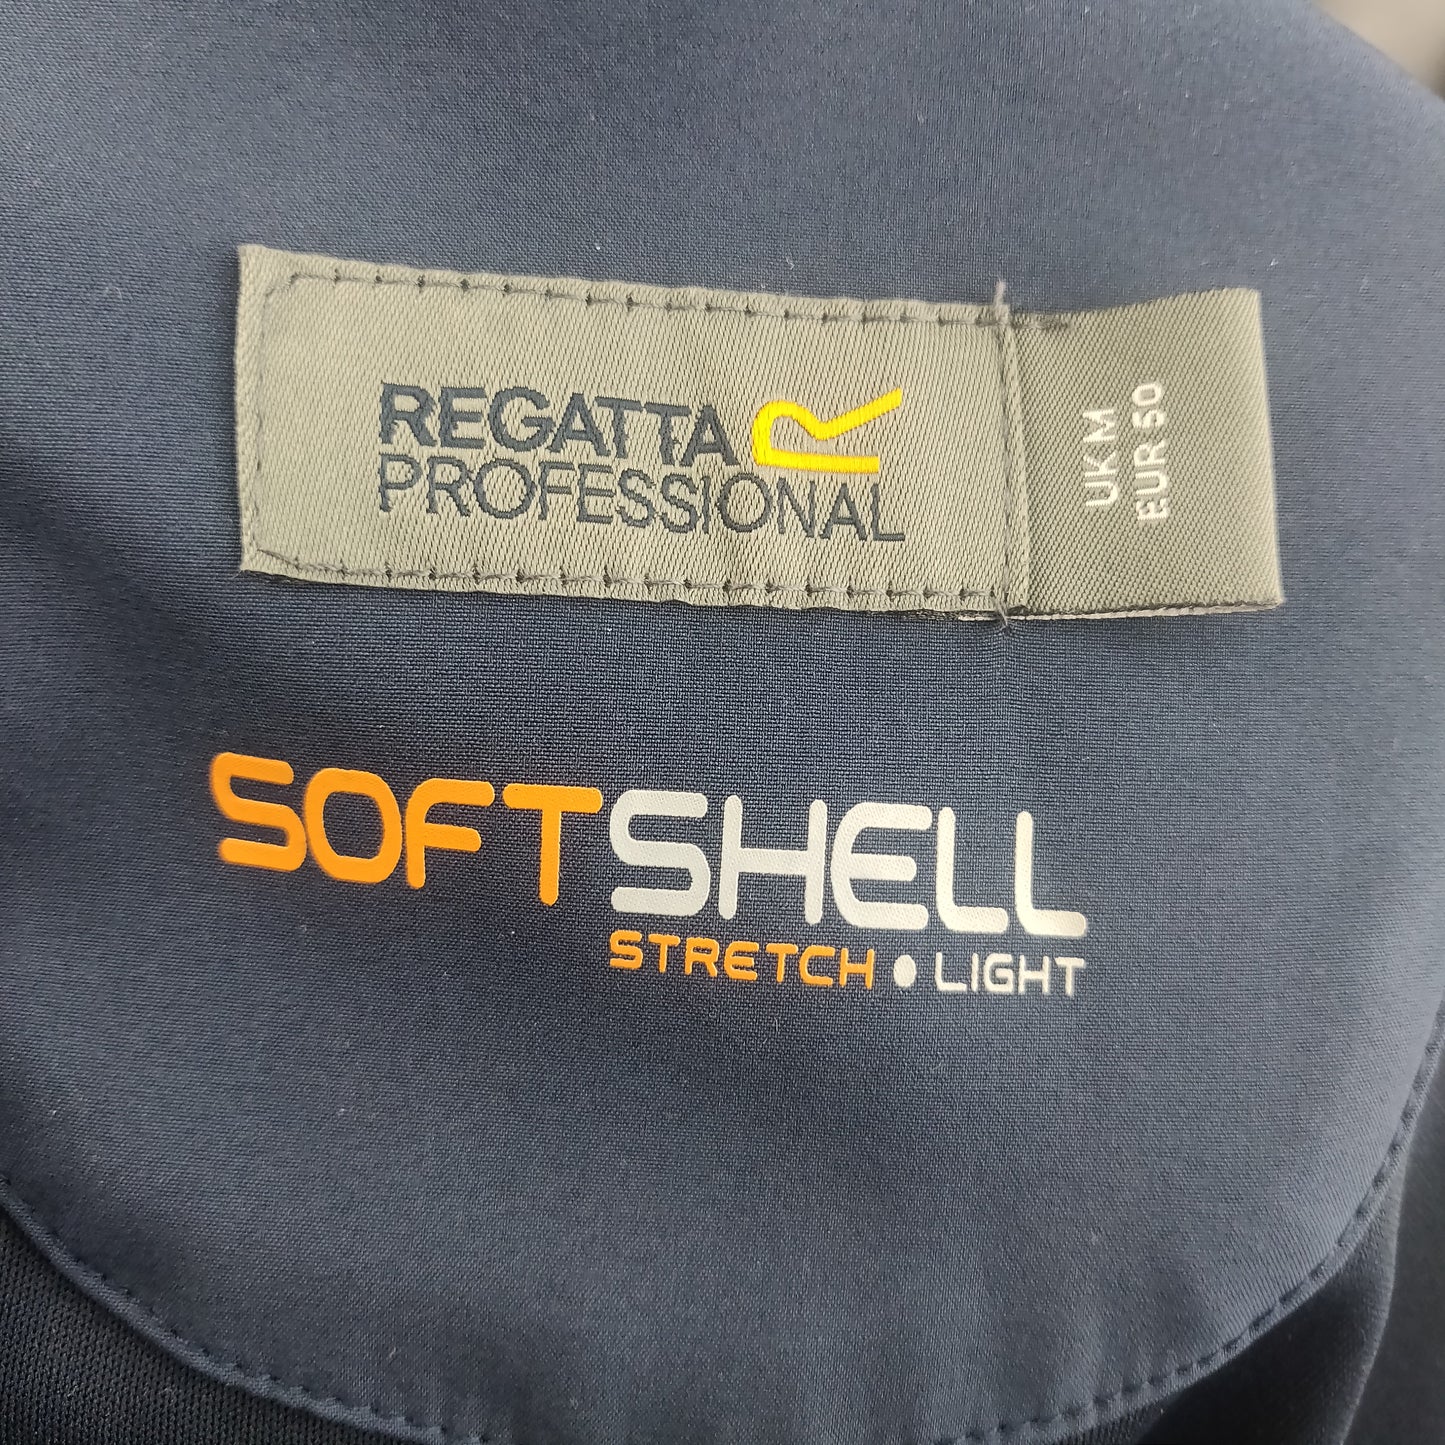 REGATTA
PROFESSIONAL
UK M
EUR 50
SOFTSHELL
STRETCH • LIGHT